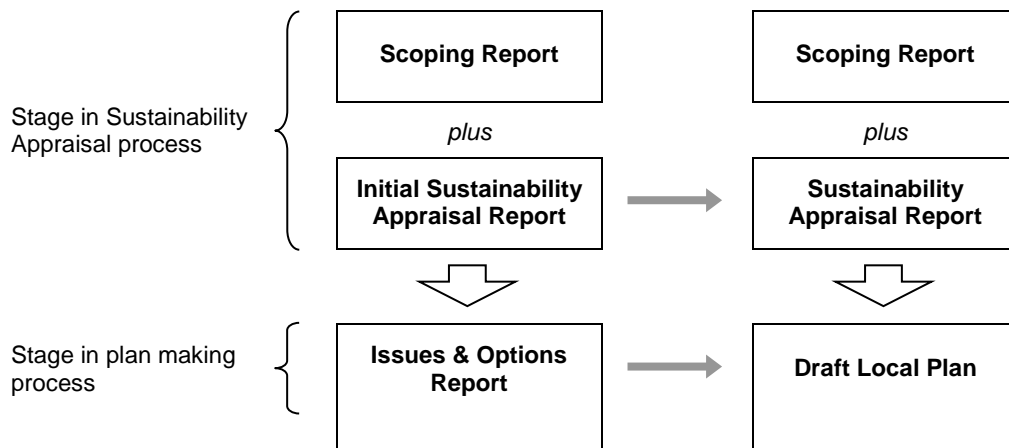 Scoping Report
Scoping Report
Stage in Sustainability
Appraisal process
plus
plus
Initial Sustainability
Appraisal Report
Sustainability
Appraisal Report
Stage in plan making
process
Issues & Options
Report
Draft Local Plan